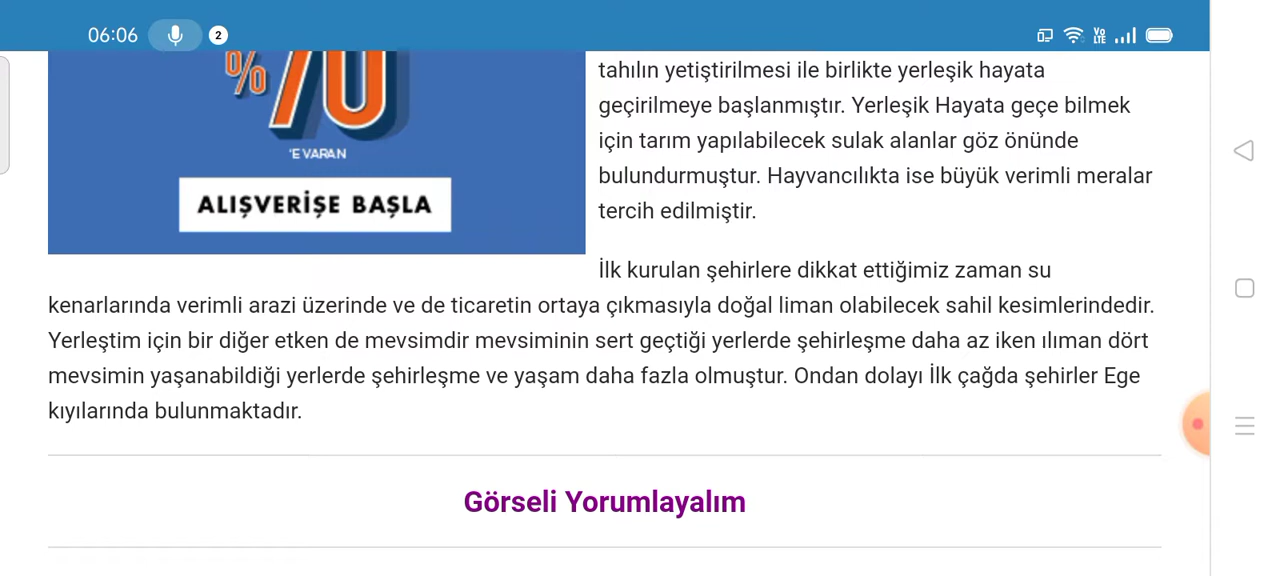 06:06
2
Vo
LTE
%70
'E VARAN
ALIŞVERİŞE BAŞLA
tahılın yetiştirilmesi ile birlikte yerleşik hayata
geçirilmeye başlanmıştır. Yerleşik Hayata geçe bilmek
için tarım yapılabilecek sulak alanlar göz önünde
bulundurmuştur. Hayvancılıkta ise büyük verimli meralar
tercih edilmiştir.
İlk kurulan şehirlere dikkat ettiğimiz zaman su
kenarlarında verimli arazi üzerinde ve de ticaretin ortaya çıkmasıyla doğal liman olabilecek sahil kesimlerindedir.
Yerleştim için bir diğer etken de mevsimdir mevsiminin sert geçtiği yerlerde şehirleşme daha az iken ılıman dört
mevsimin yaşanabildiği yerlerde şehirleşme ve yaşam daha fazla olmuştur. Ondan dolayı İlk çağda şehirler Ege
kıyılarında bulunmaktadır.
Görseli Yorumlayalım